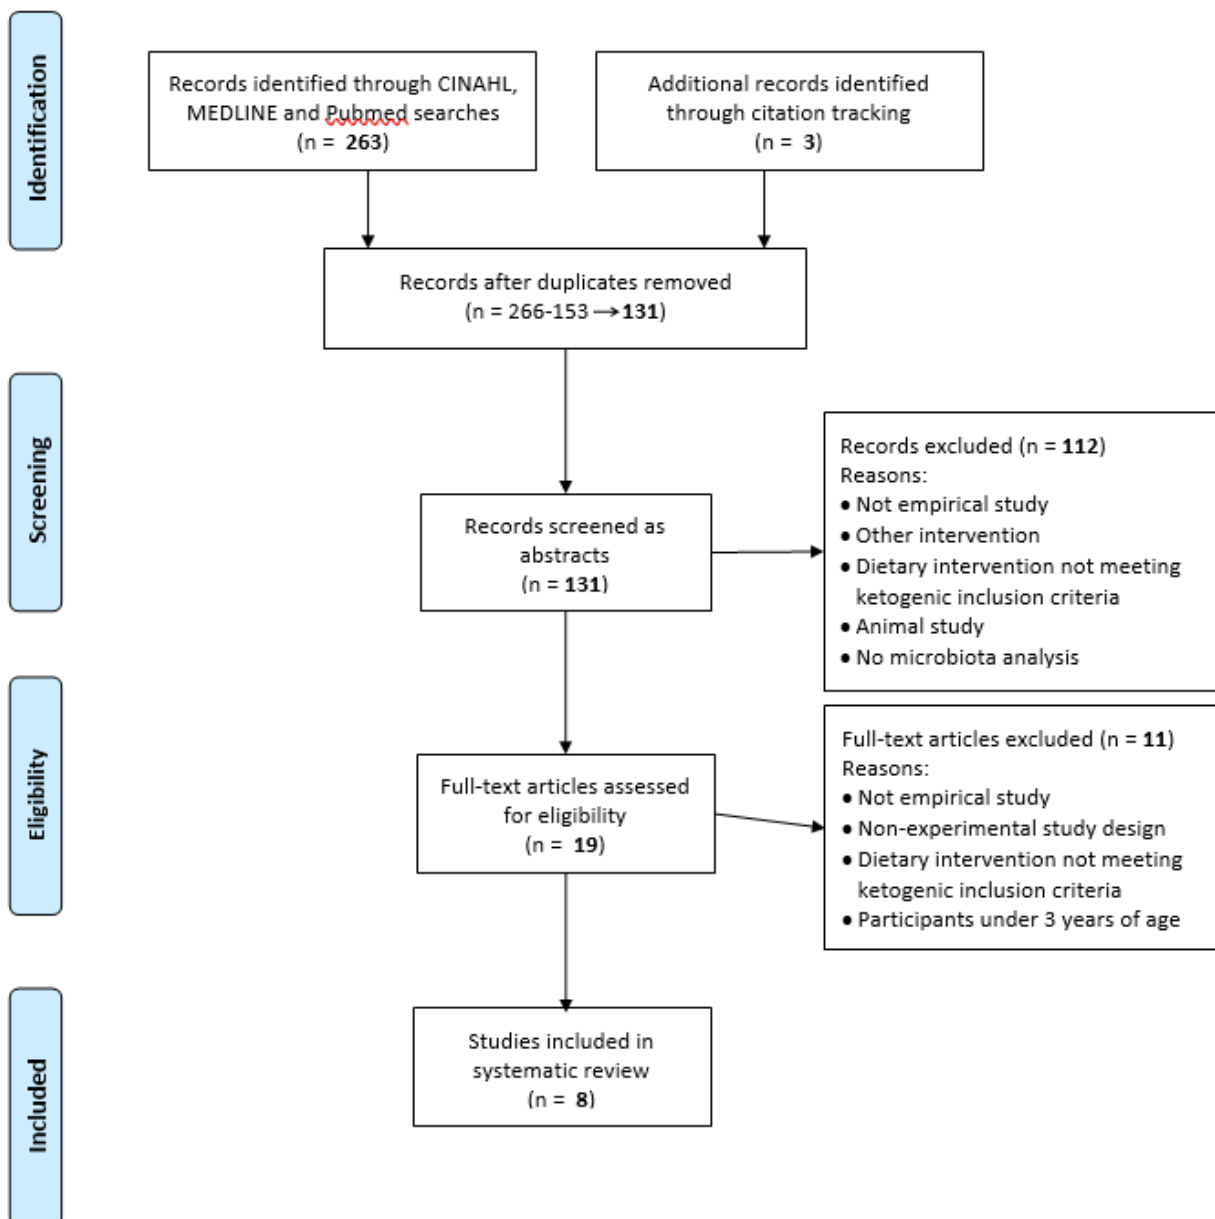 Identification
Records identified through CINAHL,
MEDLINE and Pubmed searches
(n = 263)
Additional records identified
through citation tracking
(n = 3)
Records after duplicates removed
(n = 266-153 → 131)
Screening
Records screened as
abstracts
(n = 131)
Records excluded (n = 112)
Reasons:
• Not empirical study
• Other intervention
• Dietary intervention not meeting
ketogenic inclusion criteria
• Animal study
• No microbiota analysis
Eligibility
Full-text articles assessed
for eligibility
(n = 19)
Full-text articles excluded (n = 11)
Reasons:
• Not empirical study
• Non-experimental study design
• Dietary intervention not meeting
ketogenic inclusion criteria
• Participants under 3 years of age
Included
Studies included in
systematic review
(n = 8)